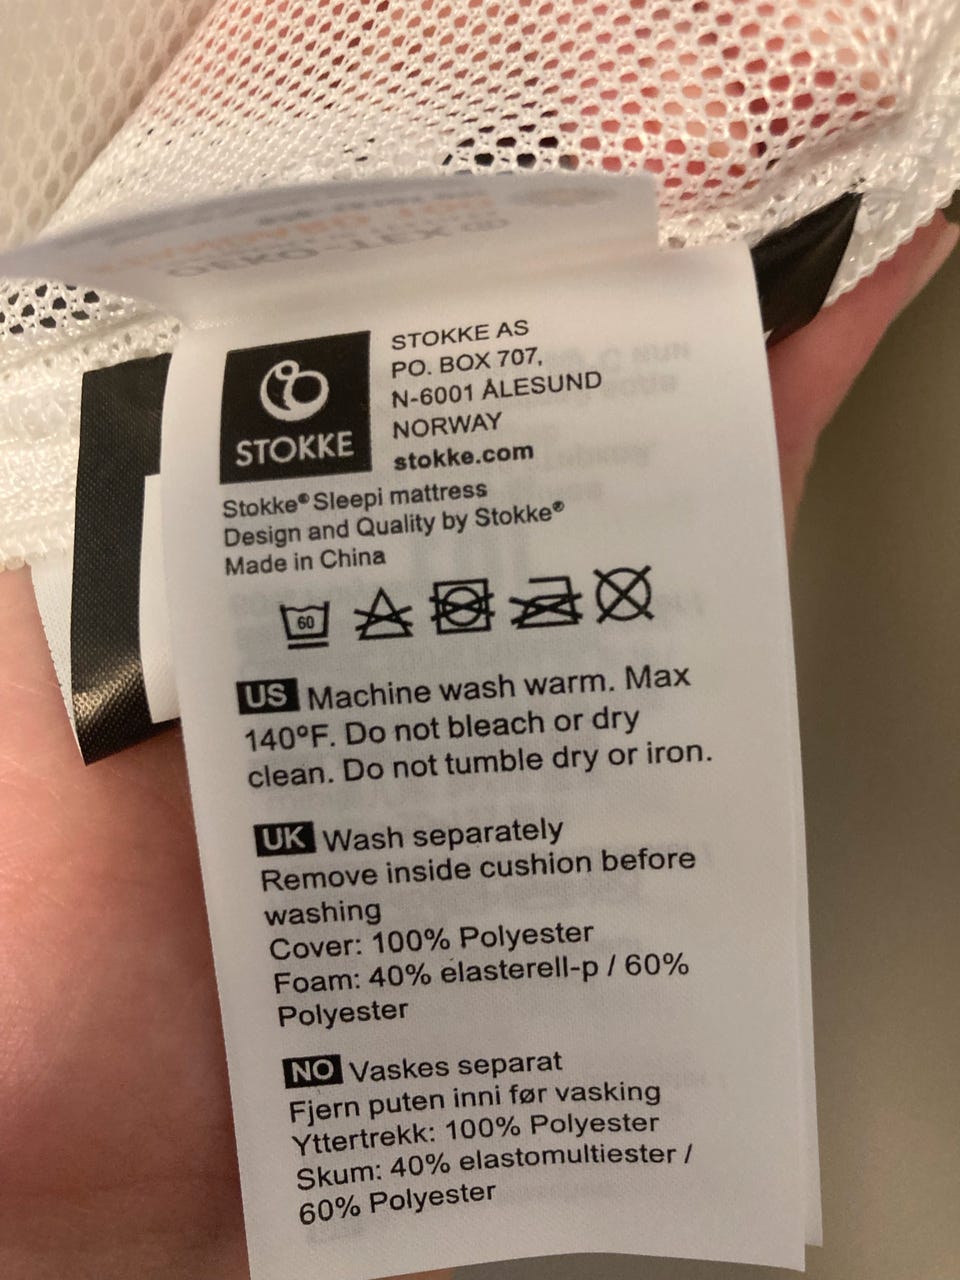 OEKO-TEX®
STOKKE
STOKKE AS
PO. BOX 707,
N-6001 ÅLESUND
NORWAY
stokke.com
Stokke® Sleepi mattress
Design and Quality by Stokke®
Made in China
60
US Machine wash warm. Max
140ºF. Do not bleach or dry
clean. Do not tumble dry or iron.
UK Wash separately
Remove inside cushion before
washing
Cover: 100% Polyester
Foam: 40% elasterell-p / 60%
Polyester
NO Vaskes separat
Fjern puten inni før vasking
Yttertrekk: 100% Polyester
Skum: 40% elastomultiester /
60% Polyester